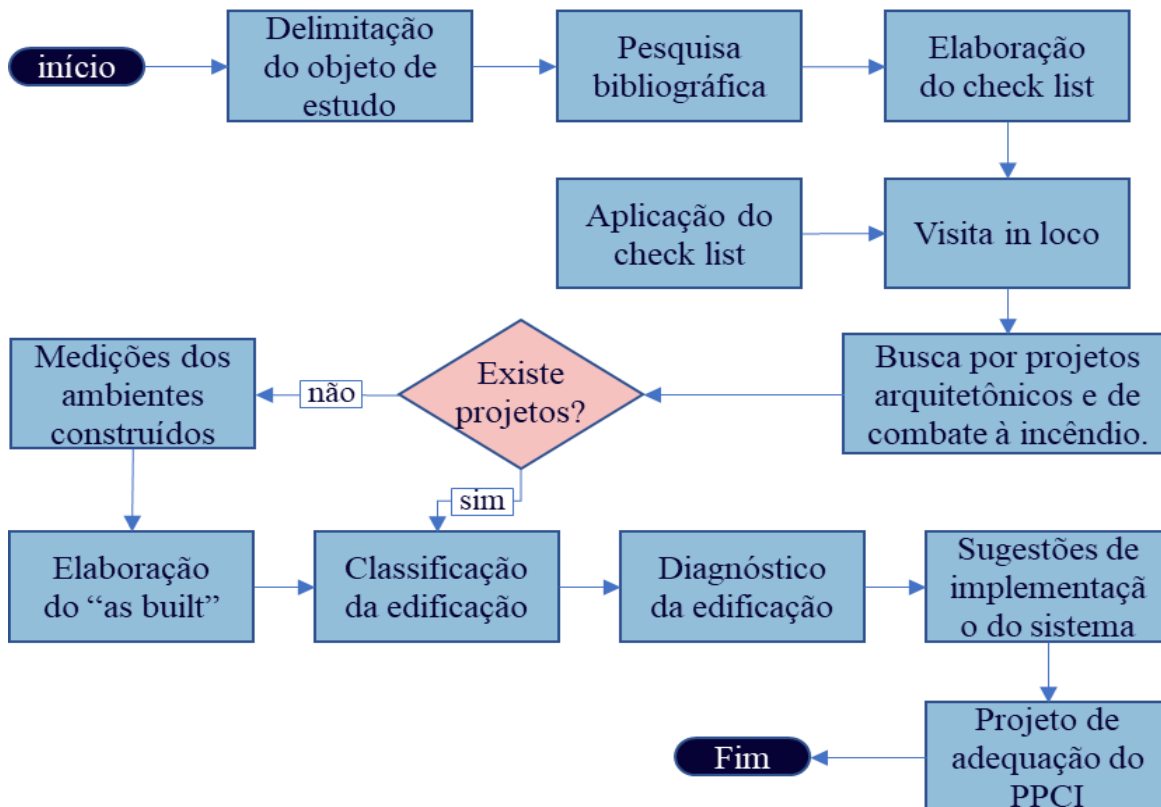 início
Delimitação
do objeto de
estudo
Pesquisa
bibliográfica
Elaboração
do check list
Aplicação do
check list
Visita in loco
Busca por projetos
arquitetônicos e de
combate à incêndio.
Existe
projetos?
não
Medições dos
ambientes
construídos
sim
Elaboração
do “as built”
Classificação
da edificação
Diagnóstico
da edificação
Sugestões de
implementaçã
o do sistema
Projeto de
adequação do
PPCI
Fim